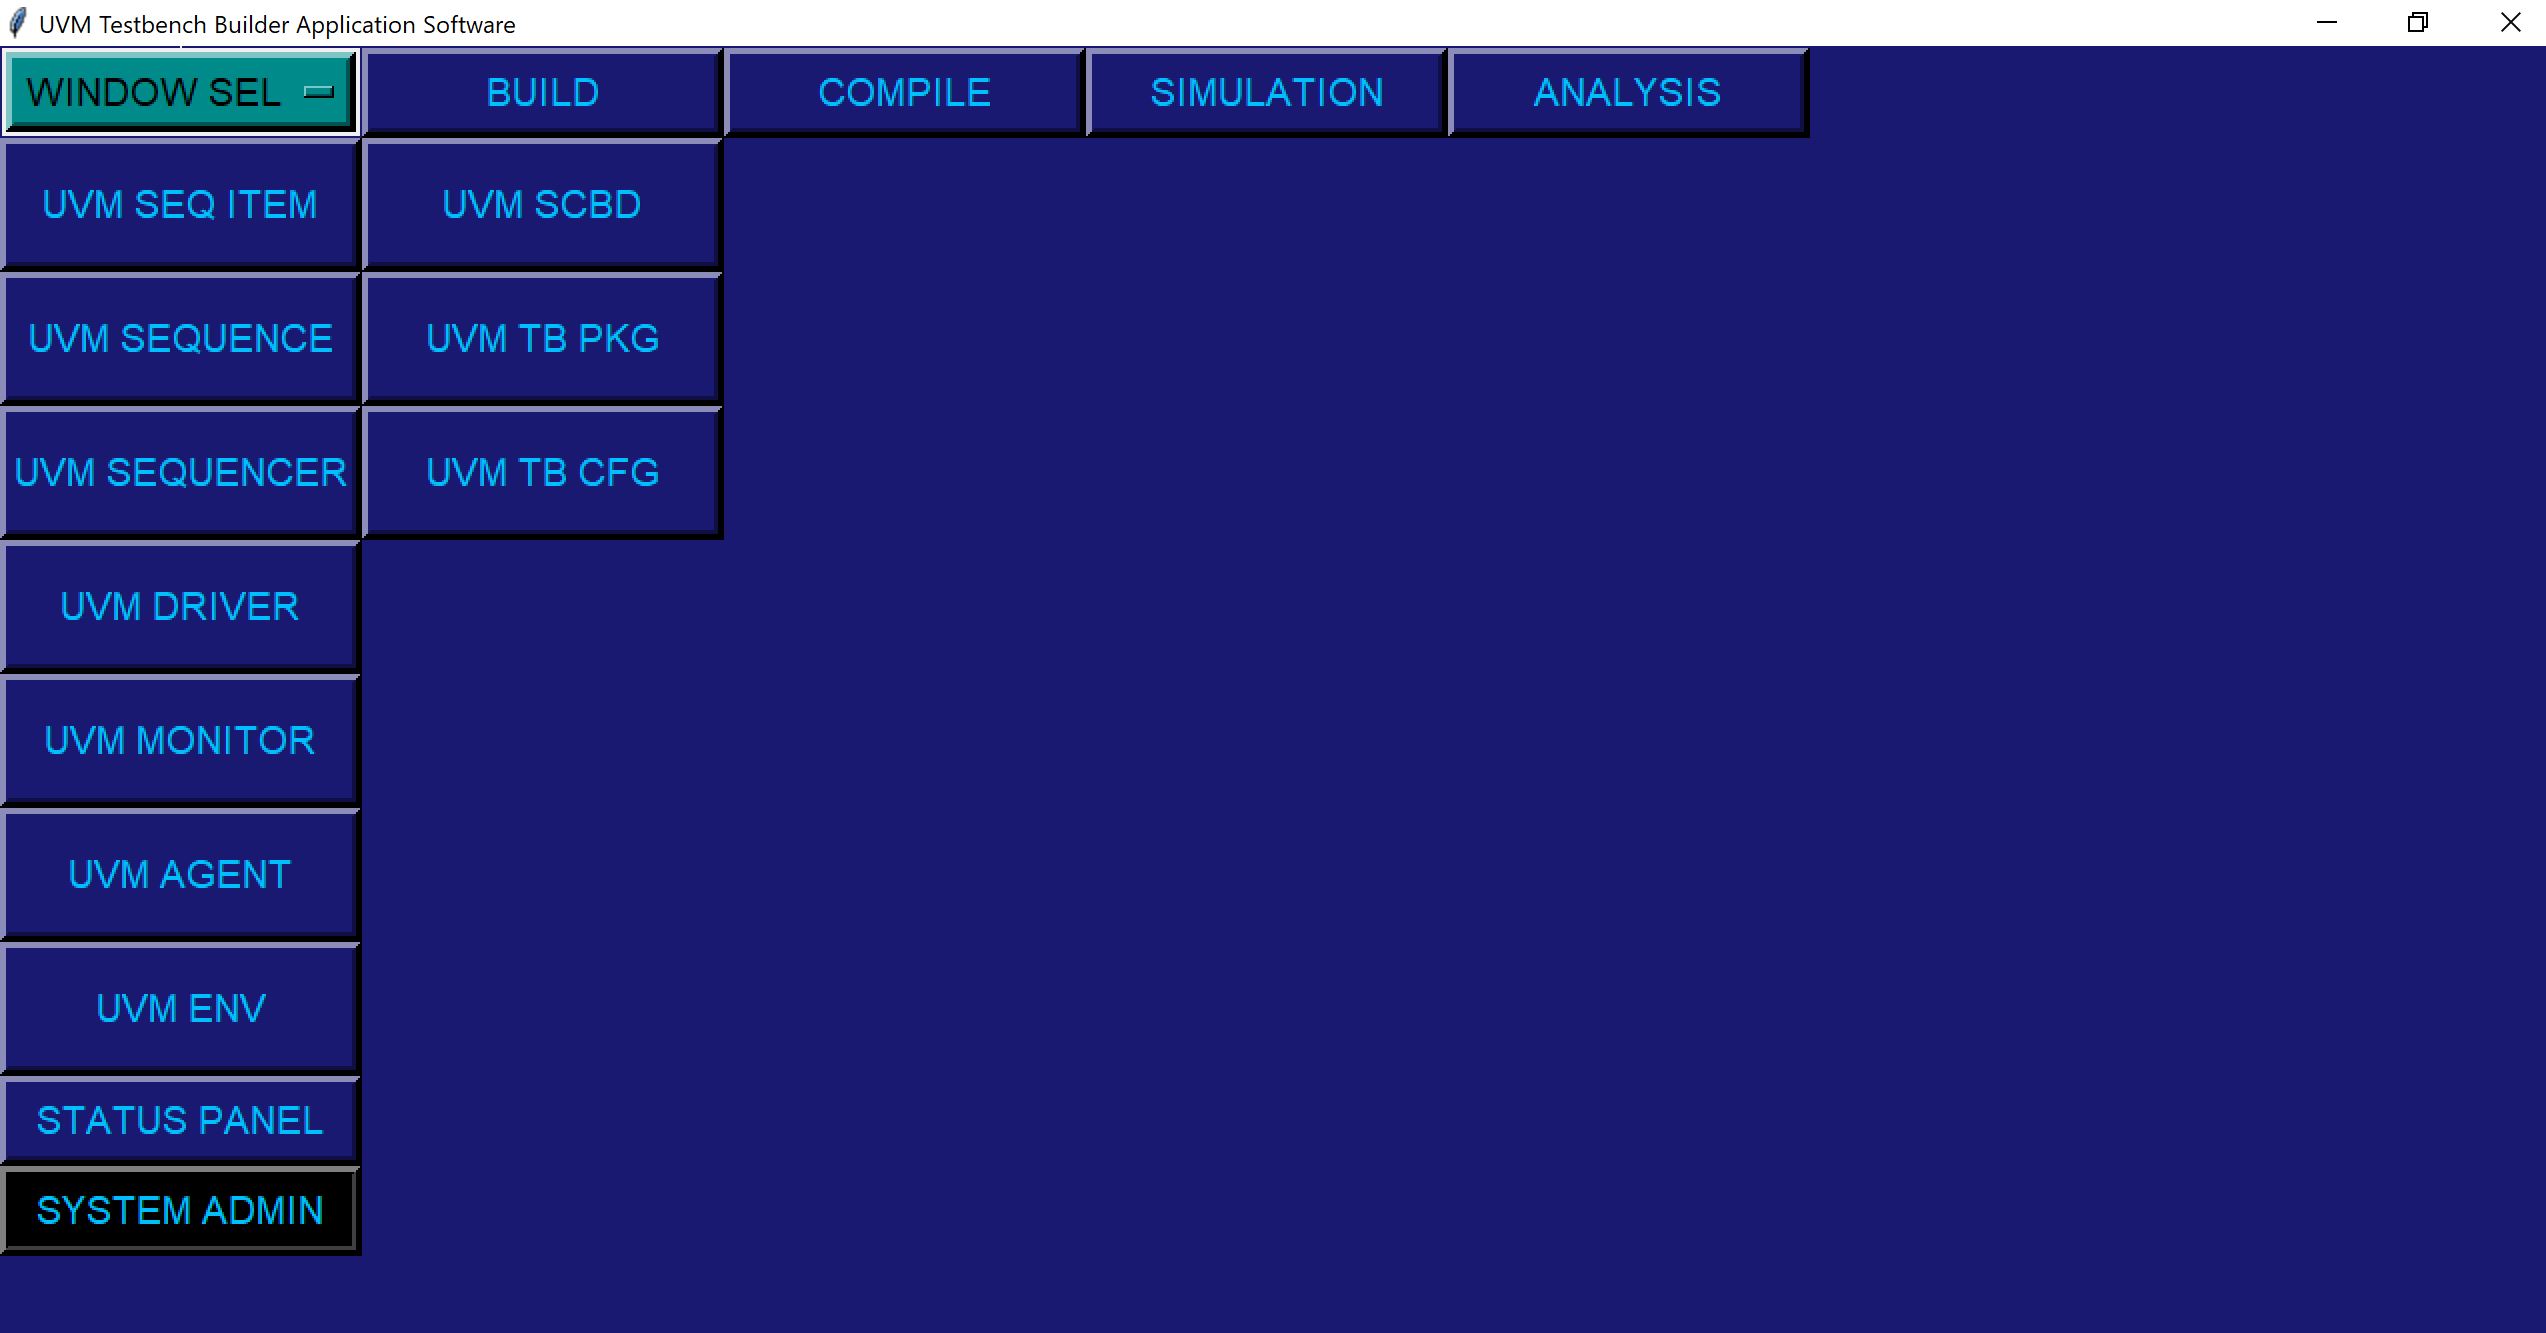 UVM Testbench Builder Application Software
WINDOW SEL BUILD COMPILE SIMULATION ANALYSIS
UVM SEQ ITEM UVM SCBD
UVM SEQUENCE UVM TB PKG
UVM SEQUENCER UVM TB CFG
UVM DRIVER
UVM MONITOR
UVM AGENT
UVM ENV
STATUS PANEL
SYSTEM ADMIN